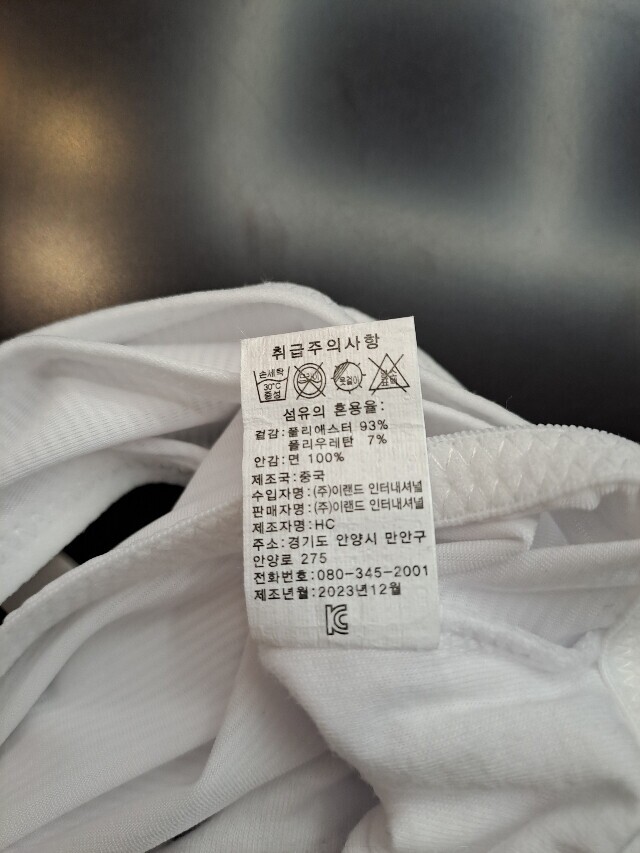 취급주의사항
손세탁
30°C
중성
옷걸이
표백
섬유의 혼용율:
겉감:폴리애스터 93%
폴리우레탄 7%
안감:면 100%
제조국:중국
수입자명:(주)이랜드 인터내셔널
판매자명:(주)이랜드 인터내셔널
제조자명:HC
주소:경기도 안양시 만안구
안양로 275
전화번호:080-345-2001
제조년월:2023년12월
KC